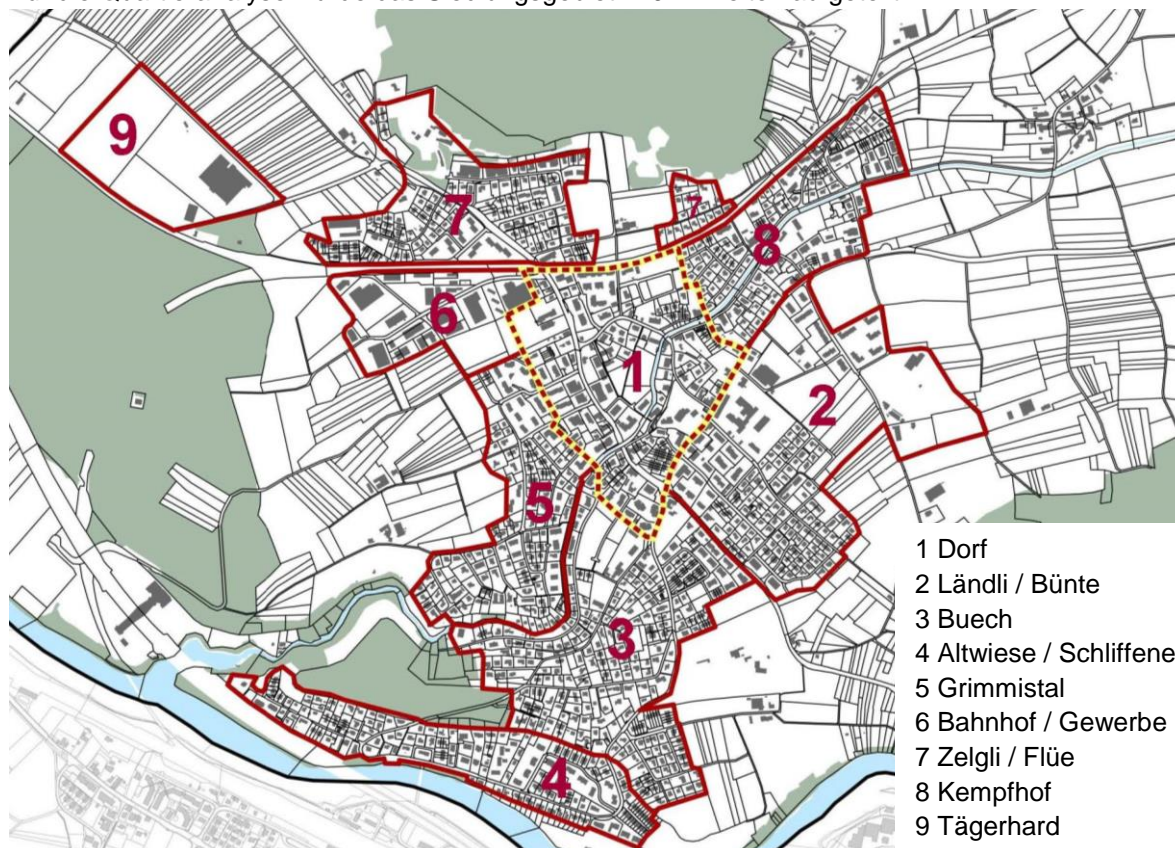 9
7
7
8
6
1
2
5
3
4
1 Dorf
2 Ländli / Bünte
3 Buech
4 Altwiese / Schliffene
5 Grimmistal
6 Bahnhof / Gewerbe
7 Zelgli / Flüe
8 Kempfhof
9 Tägerhard